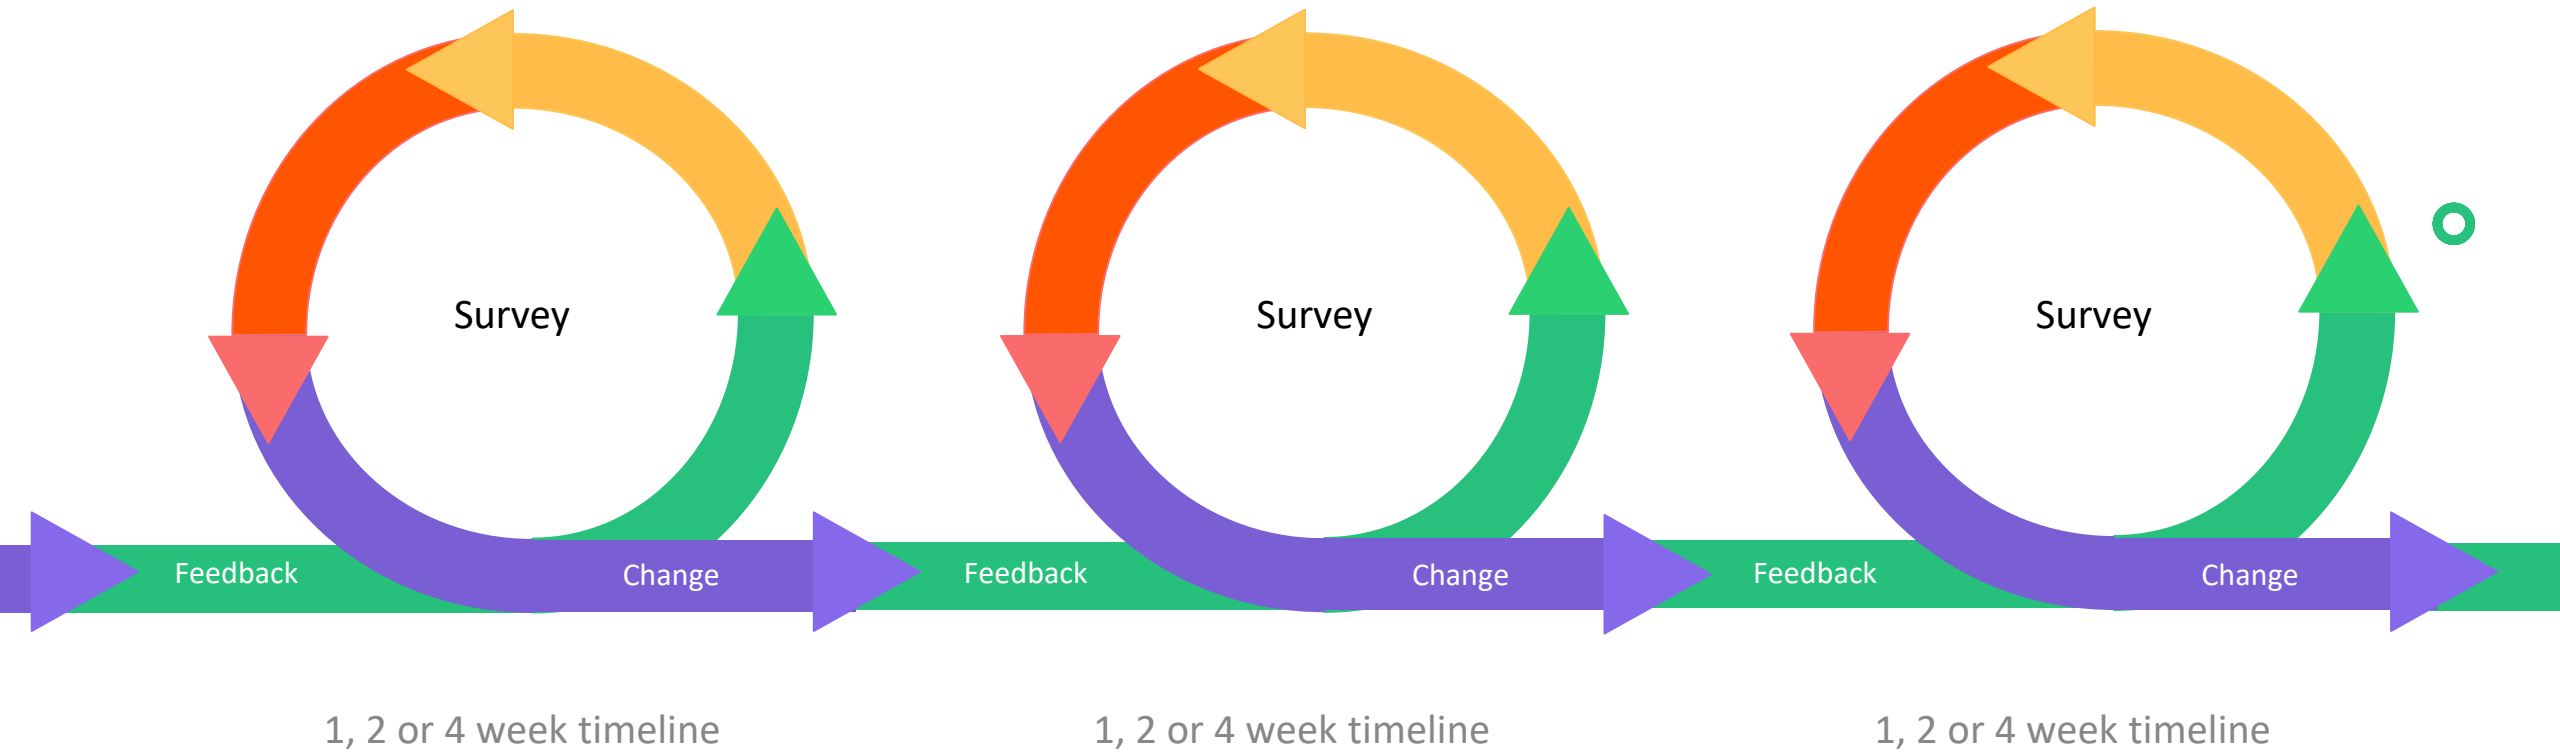 Survey
Survey
Survey
Feedback
Change
Feedback
Change
Feedback
Change
1, 2 or 4 week timeline
1, 2 or 4 week timeline
1, 2 or 4 week timeline